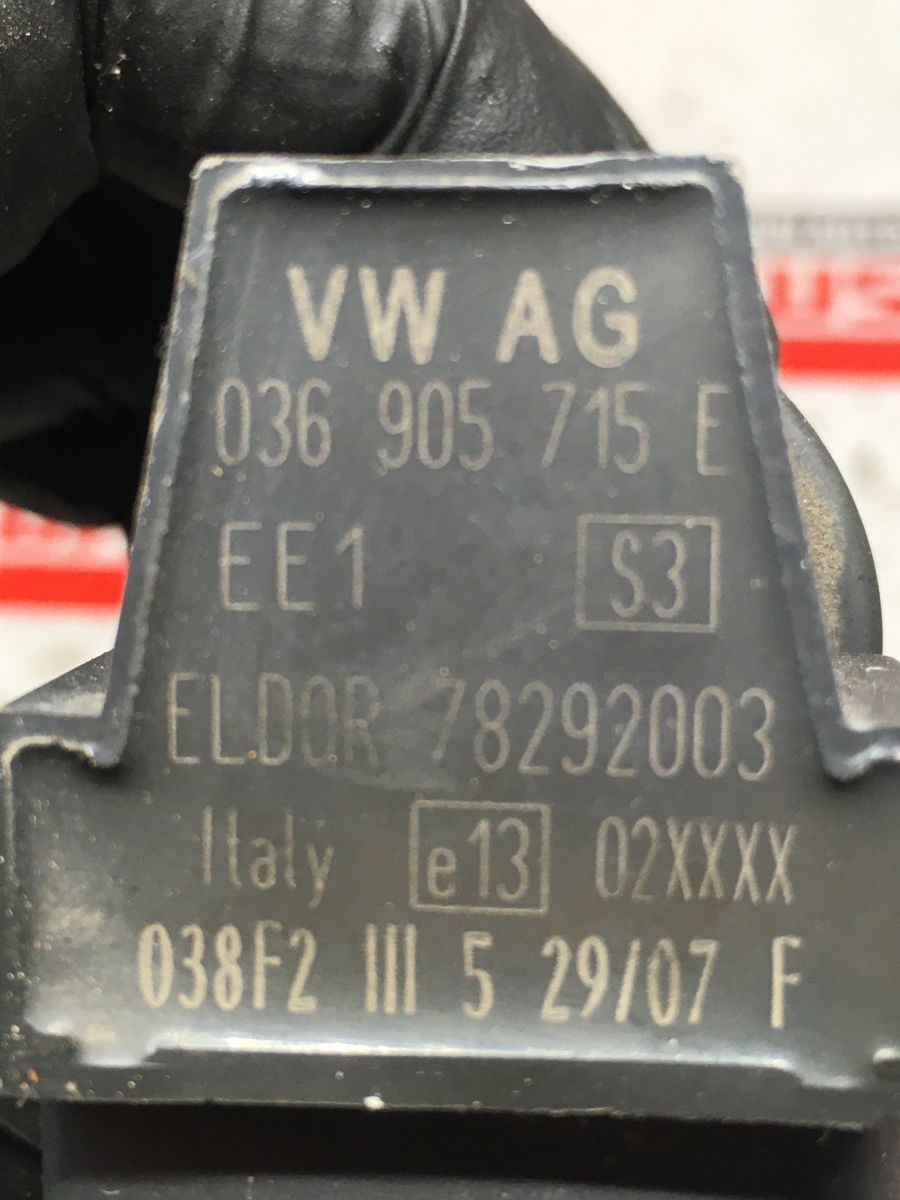 VW AG
036 905 715 E
EE1 S3
ELDOR 78292003
Italy e13 02XXXX
038F2 III 5 29/07 F